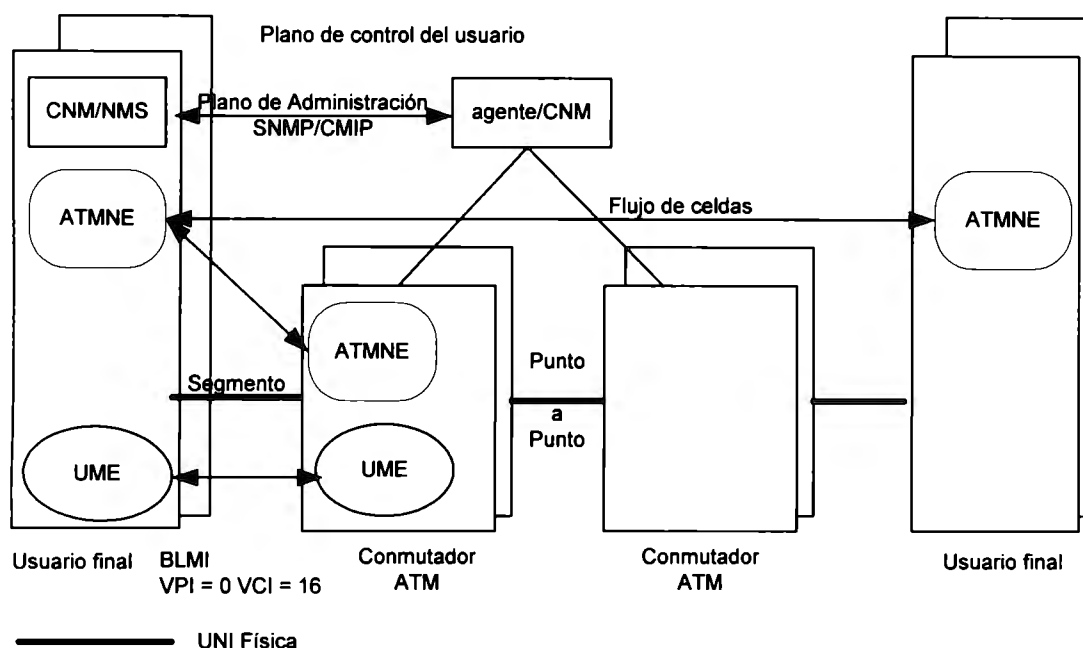 Plano de control del usuario
CNM/NMS
Plano de Administración
SNMP/CMIP
agente/CNM
ATMNE
Flujo de celdas
ATMNE
ATMNE
Segmento
Punto
a
Punto
UME
UME
Usuario final
BLMI
VPI = 0 VCI = 16
Conmutador
ATM
Conmutador
ATM
Usuario final
UNI Física